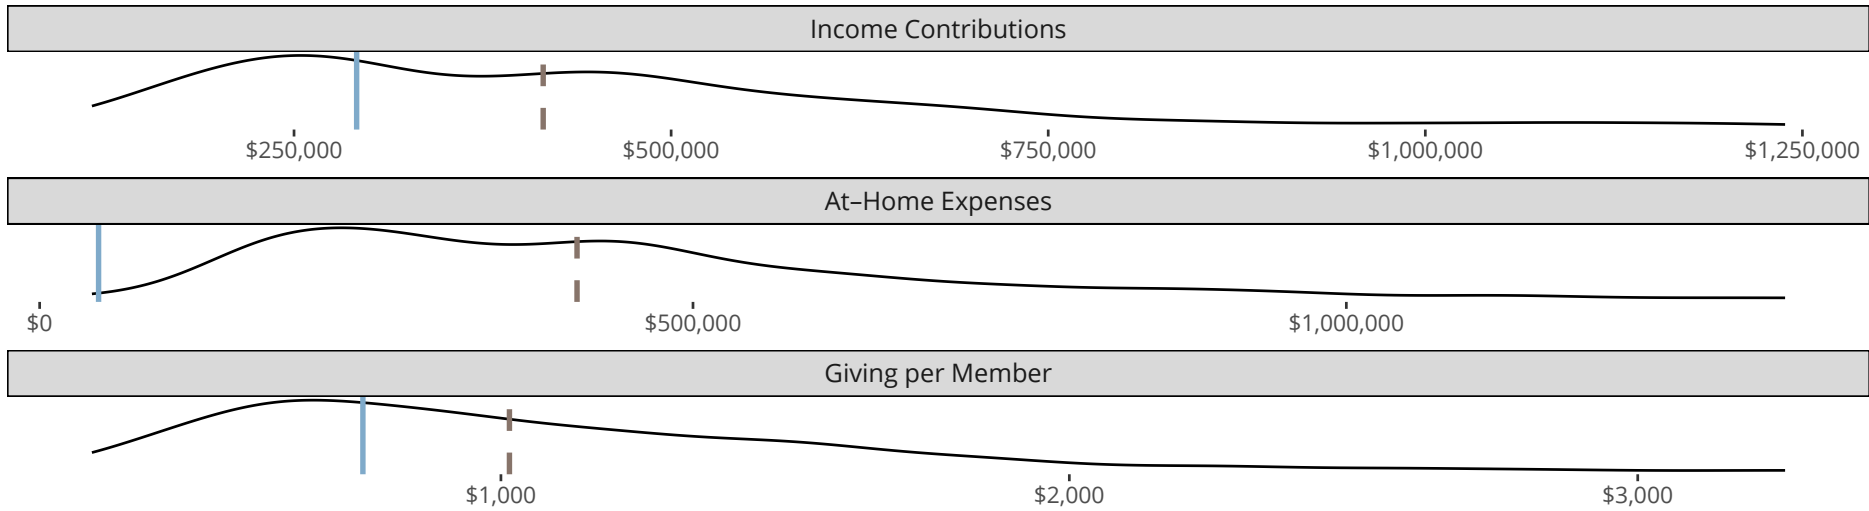 Income Contributions
$250,000 $500,000 $750,000 $1,000,000 $1,250,000
At–Home Expenses
$0 $500,000 $1,000,000
Giving per Member
$1,000 $2,000 $3,000